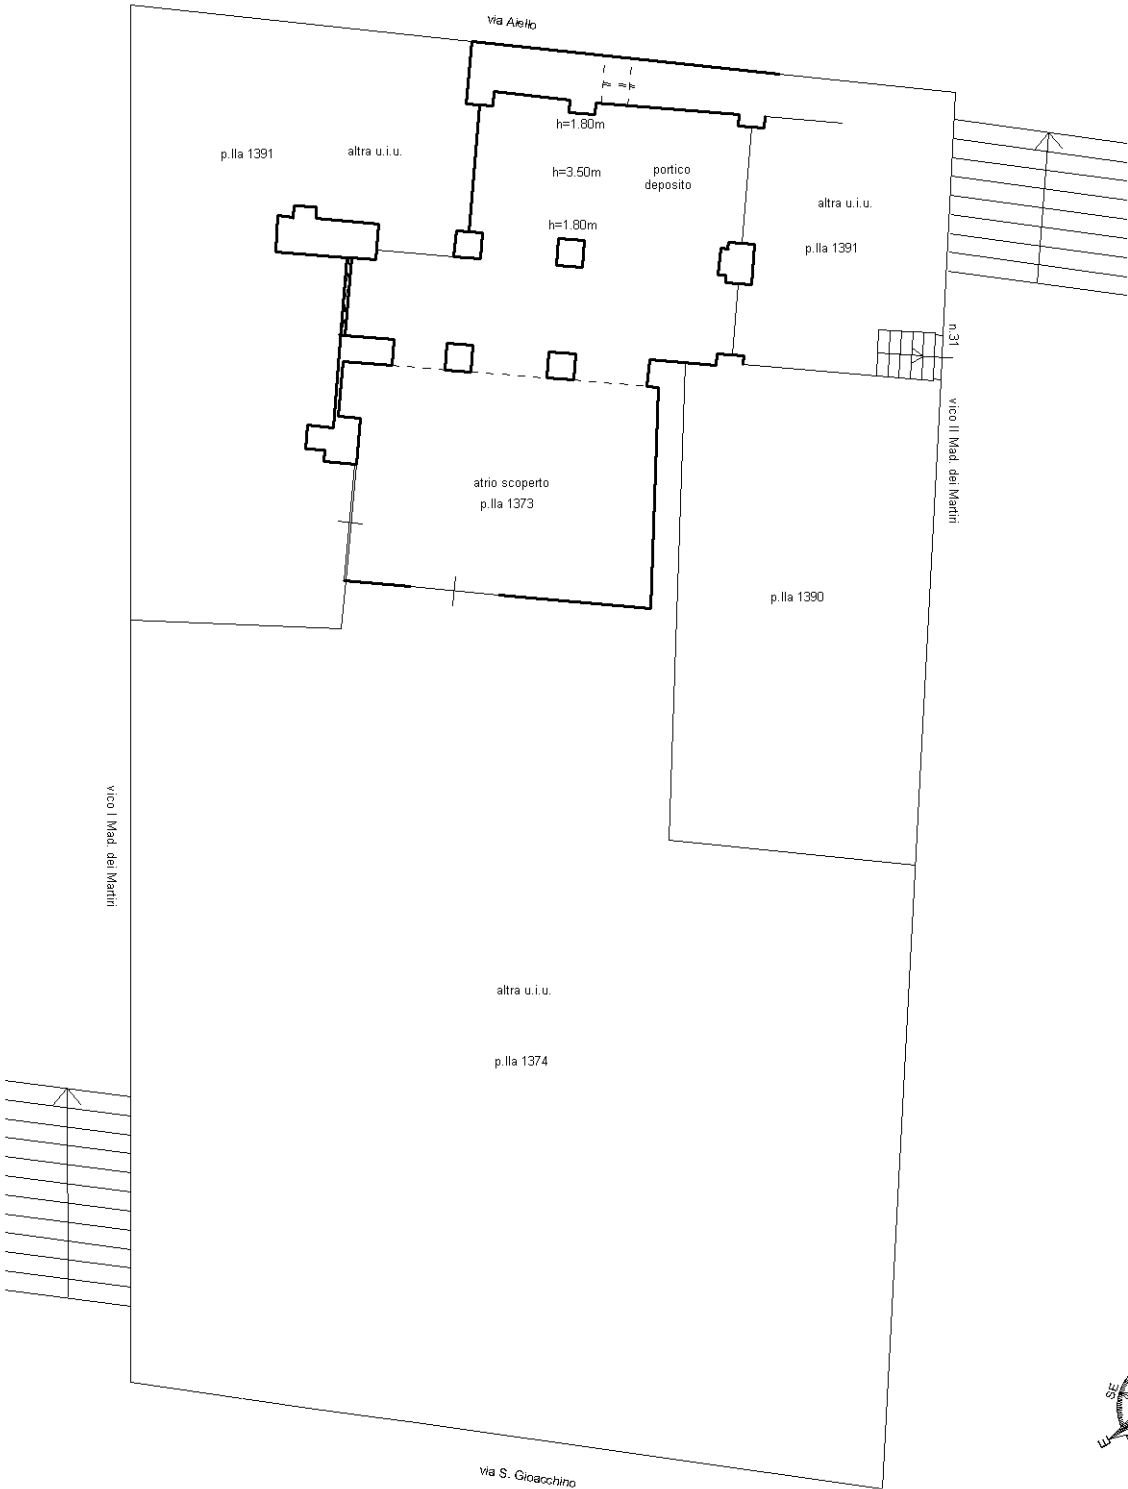 via Aiello
h=1.80m
p.lla 1391
altra u.i.u.
h=3.50m
portico
deposito
altra u.i.u.
h=1.80m
p.lla 1391
n.31
vico II Mad. dei Martiri
atrio scoperto
p.lla 1373
p.lla 1390
vico I Mad. dei Martiri
altra u.i.u.
p.lla 1374
SE
E
via S. Gioacchino